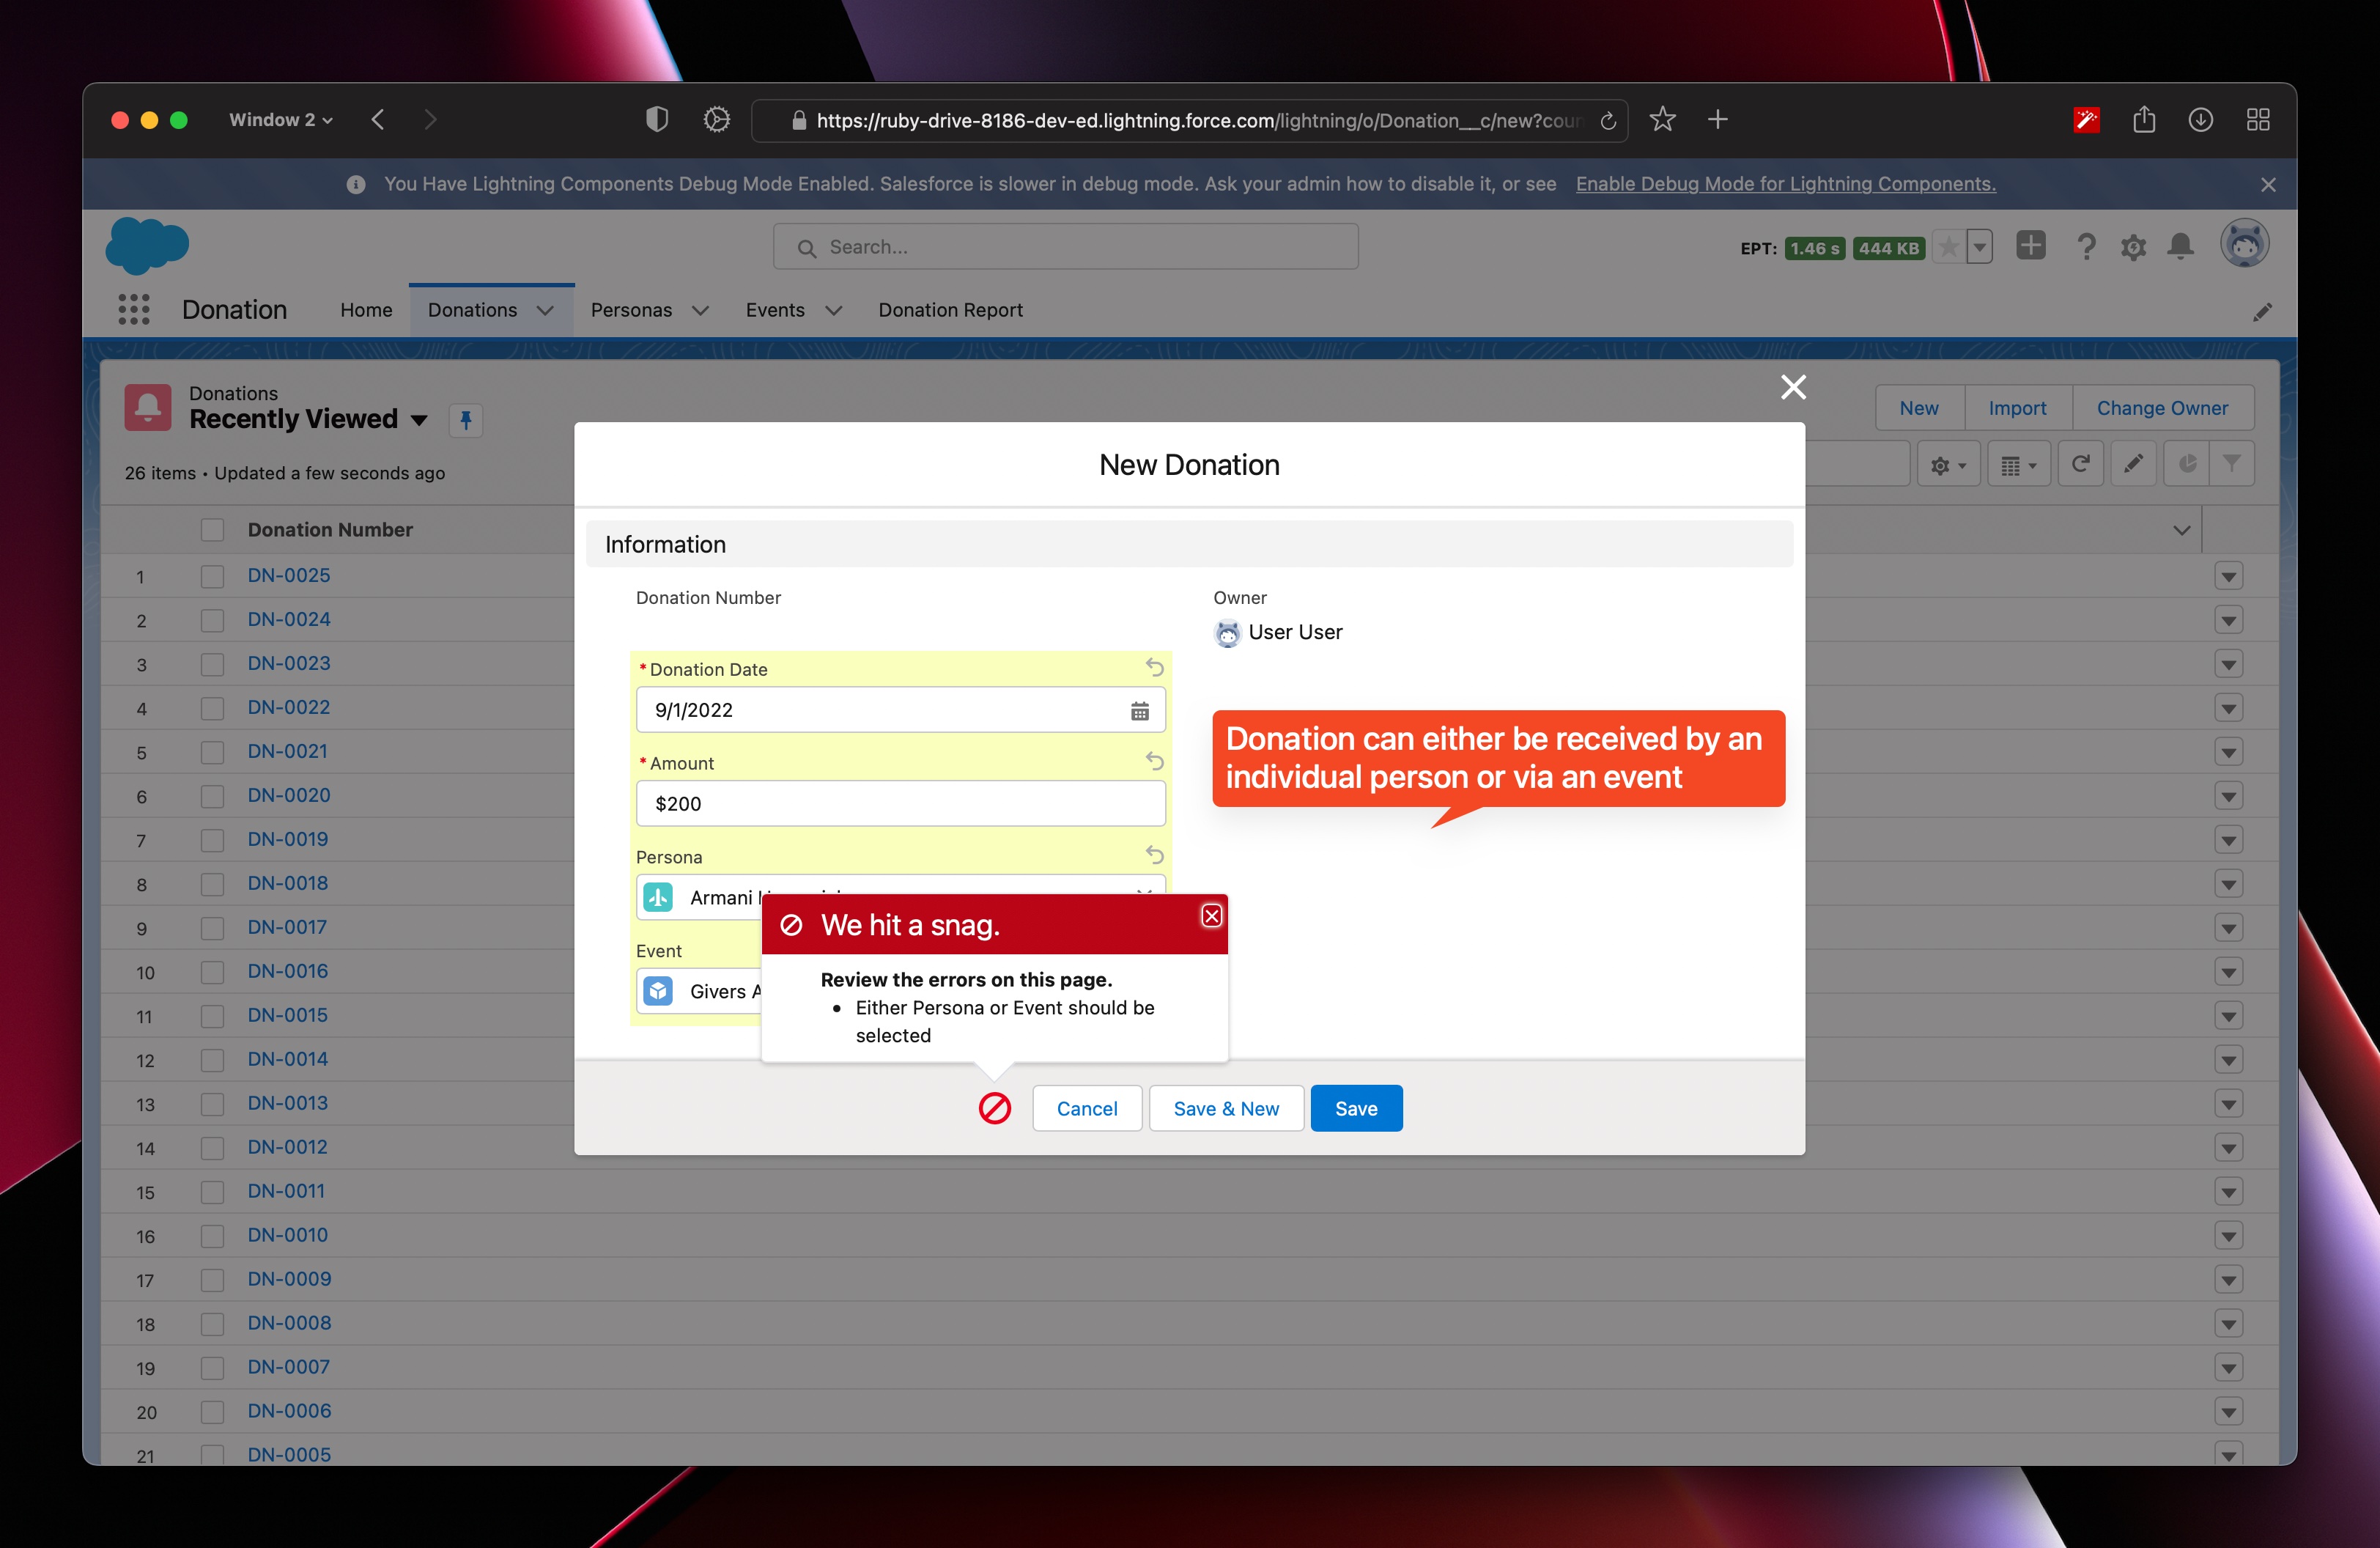 Window 2
https://ruby-drive-8186-dev-ed.lightning.force.com/lightning/o/Donation__c/new?cour
You Have Lightning Components Debug Mode Enabled. Salesforce is slower in debug mode. Ask your admin how to disable it, or see Enable Debug Mode for Lightning Components.
Search...
EPT: 1.46 s 444 KB
Donation Home Donations Personas Events Donation Report
Donations
Recently Viewed
New Import Change Owner
26 items • Updated a few seconds ago
New Donation
Donation Number
Information
1 DN-0025
2 DN-0024
3 DN-0023
4 DN-0022
5 DN-0021
6 DN-0020
7 DN-0019
8 DN-0018
9 DN-0017
10 DN-0016
11 DN-0015
12 DN-0014
13 DN-0013
14 DN-0012
15 DN-0011
16 DN-0010
17 DN-0009
18 DN-0008
19 DN-0007
20 DN-0006
21 DN-0005
Donation Number
Owner
User User
* Donation Date
9/1/2022
* Amount
$200
Donation can either be received by an
individual person or via an event
Persona
Armani
Event
Givers
We hit a snag.
Review the errors on this page.
• Either Persona or Event should be
selected
Cancel Save & New Save